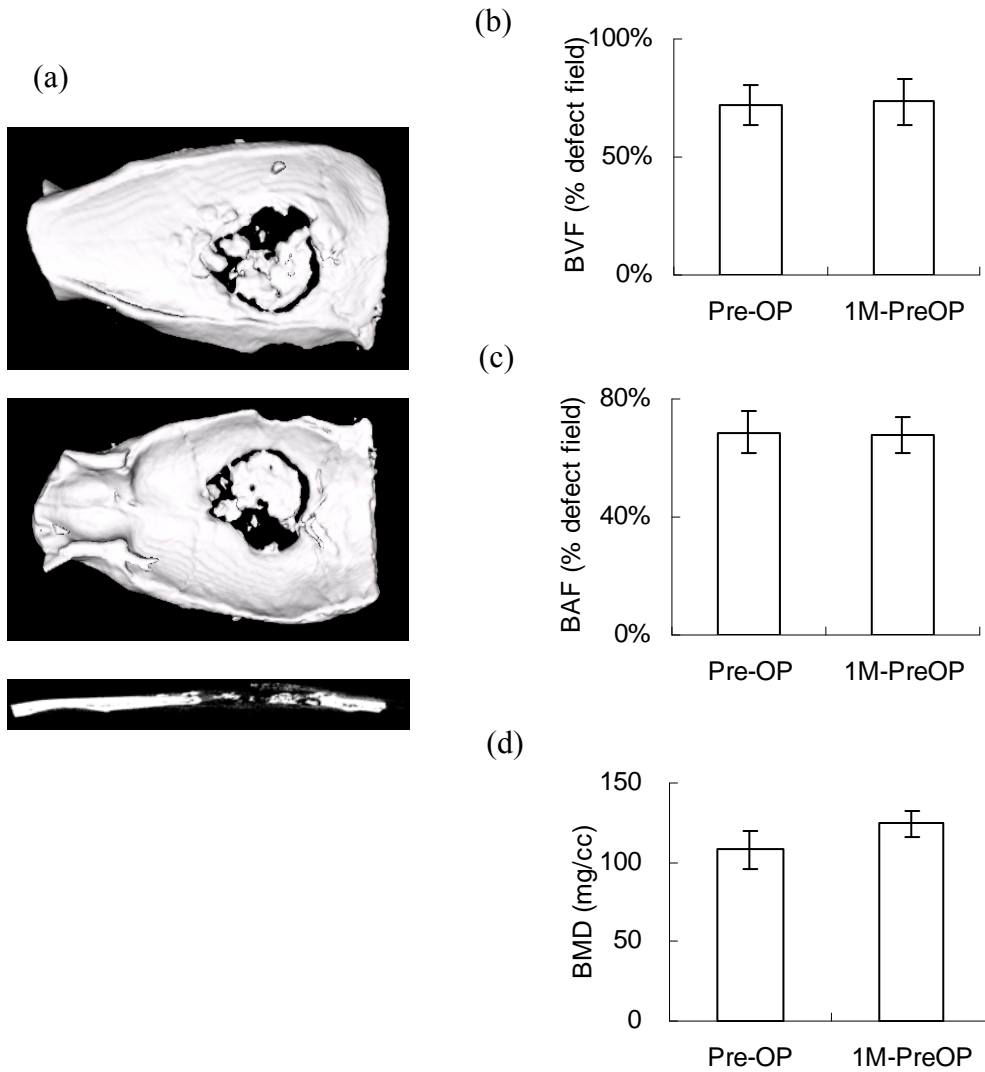 (a)
(b)
100%
50%
0%
BVF (% defect field)
Pre-OP 1M-PreOP
(c)
80%
40%
0%
BAF (% defect field)
Pre-OP 1M-PreOP
(d)
150
100
50
0
BMD (mg/cc)
Pre-OP 1M-PreOP